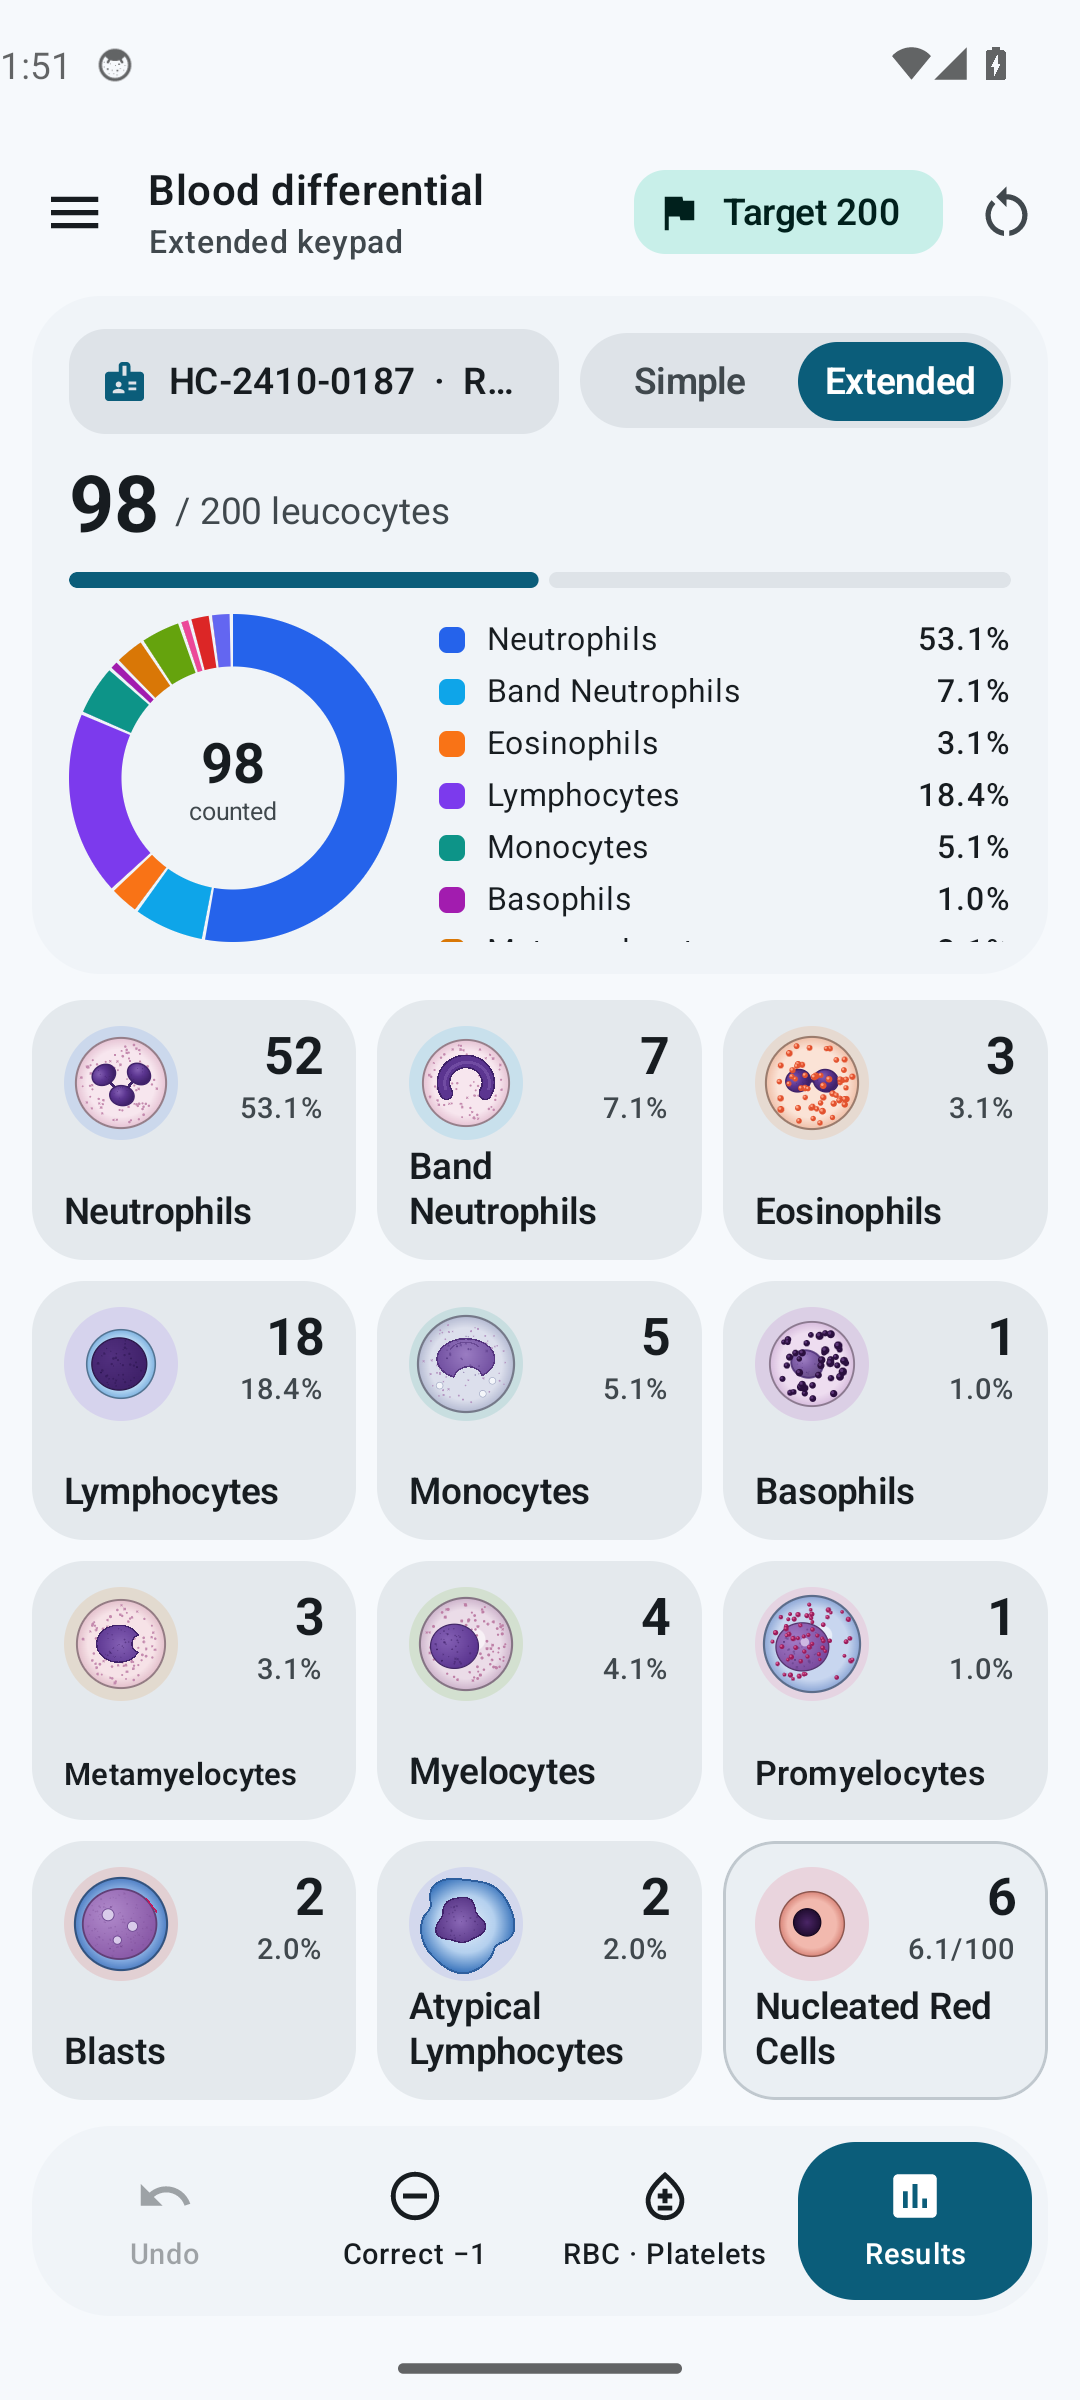 1:51
Blood differential
Extended keypad
Target 200
HC-2410-0187 · R...
Simple
Extended
98 / 200 leucocytes
98
counted
Neutrophils 53.1%
Band Neutrophils 7.1%
Eosinophils 3.1%
Lymphocytes 18.4%
Monocytes 5.1%
Basophils 1.0%
52
53.1%
Neutrophils
7
7.1%
Band
Neutrophils
3
3.1%
Eosinophils
18
18.4%
Lymphocytes
5
5.1%
Monocytes
1
1.0%
Basophils
3
3.1%
Metamyelocytes
4
4.1%
Myelocytes
1
1.0%
Promyelocytes
2
2.0%
Blasts
2
2.0%
Atypical
Lymphocytes
6
6.1/100
Nucleated Red
Cells
Undo
Correct −1
RBC · Platelets
Results